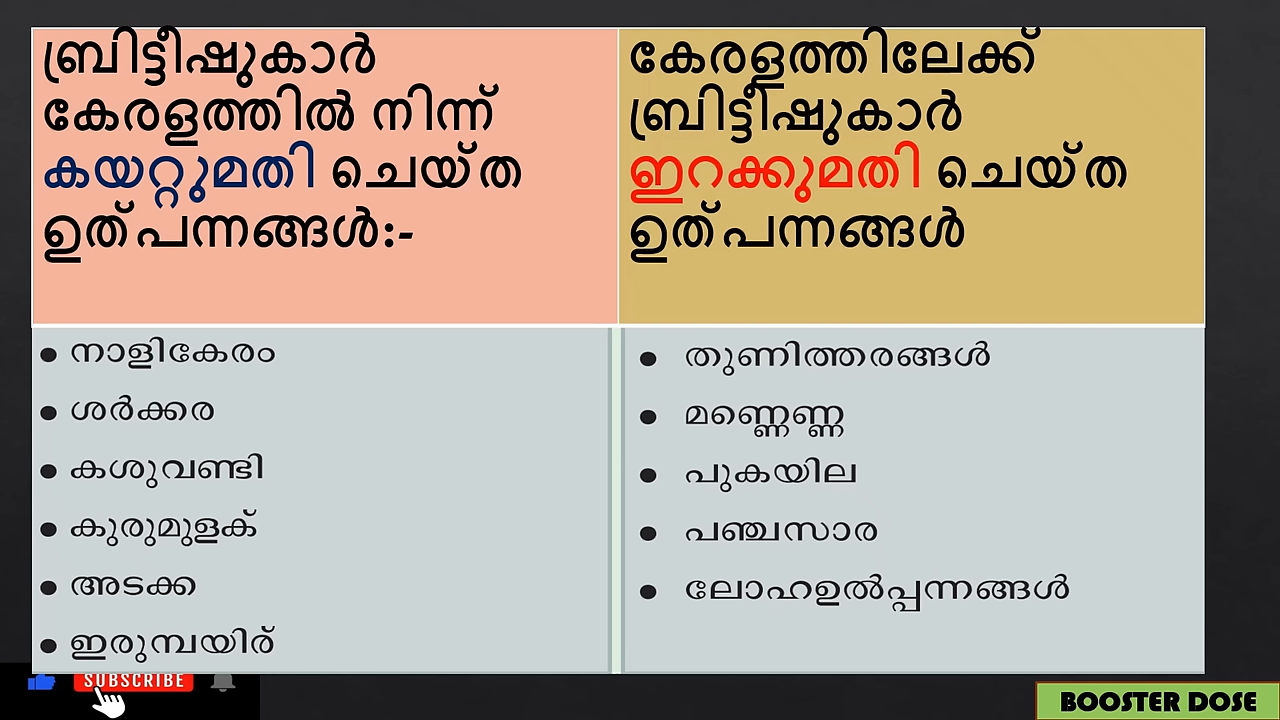 ബ്രിട്ടീഷുകാർ
കേരളത്തിൽ നിന്ന്
കയറ്റുമതി ചെയ്ത
ഉത്പന്നങ്ങൾ:-
കേരളത്തിലേക്ക്
ബ്രിട്ടീഷുകാർ
ഇറക്കുമതി ചെയ്ത
ഉത്പന്നങ്ങൾ
• നാളികേരം
• ശർക്കര
• കശുവണ്ടി
• കുരുമുളക്
• അടക്ക
• ഇരുമ്പയിര്
• തുണിത്തരങ്ങൾ
• മണ്ണെണ്ണ
• പുകയില
• പഞ്ചസാര
• ലോഹഉൽപ്പന്നങ്ങൾ
SUBSCRIBE
BOOSTER DOSE